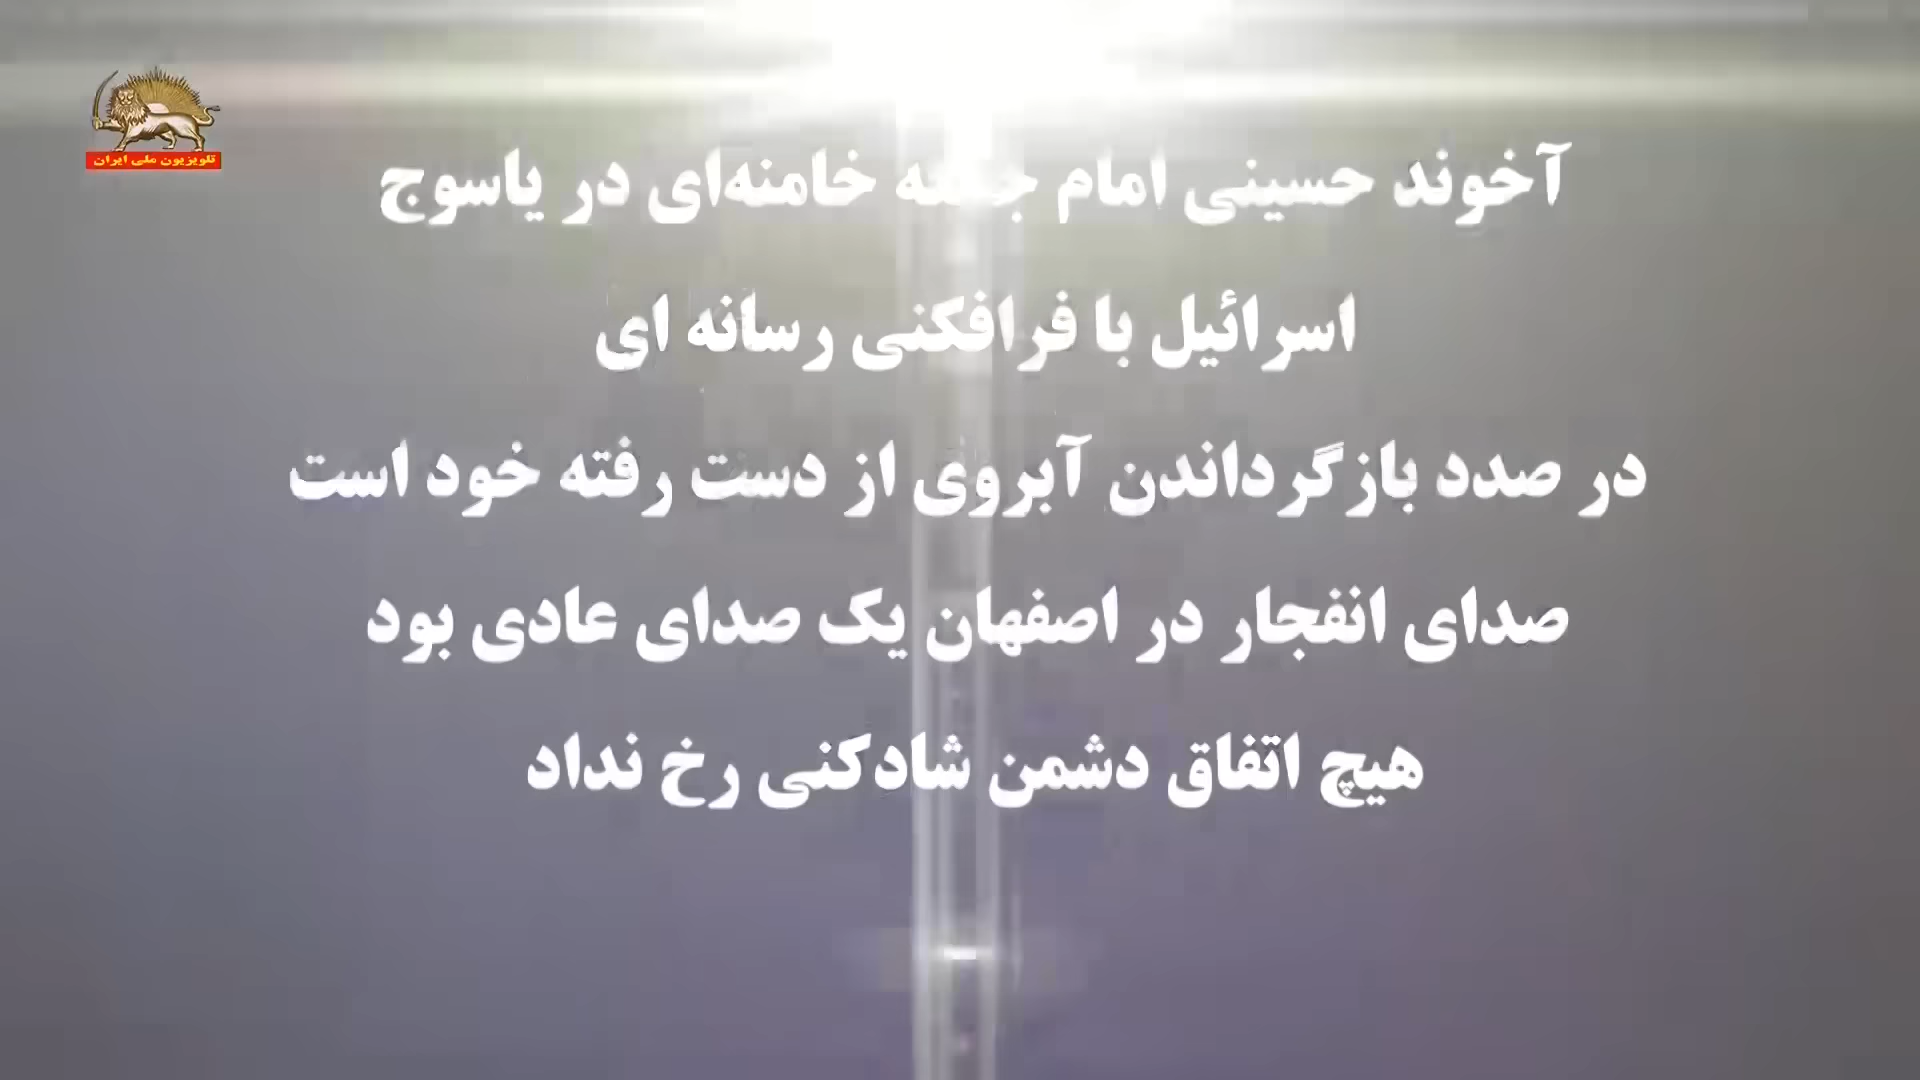 تلویزیون ملی ایران
آخوند حسینی امام جمعه خامنه‌ای در یاسوج
اسرائیل با فرافکنی رسانه ای
در صدد بازگرداندن آبروی از دست رفته خود است
صدای انفجار در اصفهان یک صدای عادی بود
هیچ اتفاق دشمن شادکنی رخ نداد